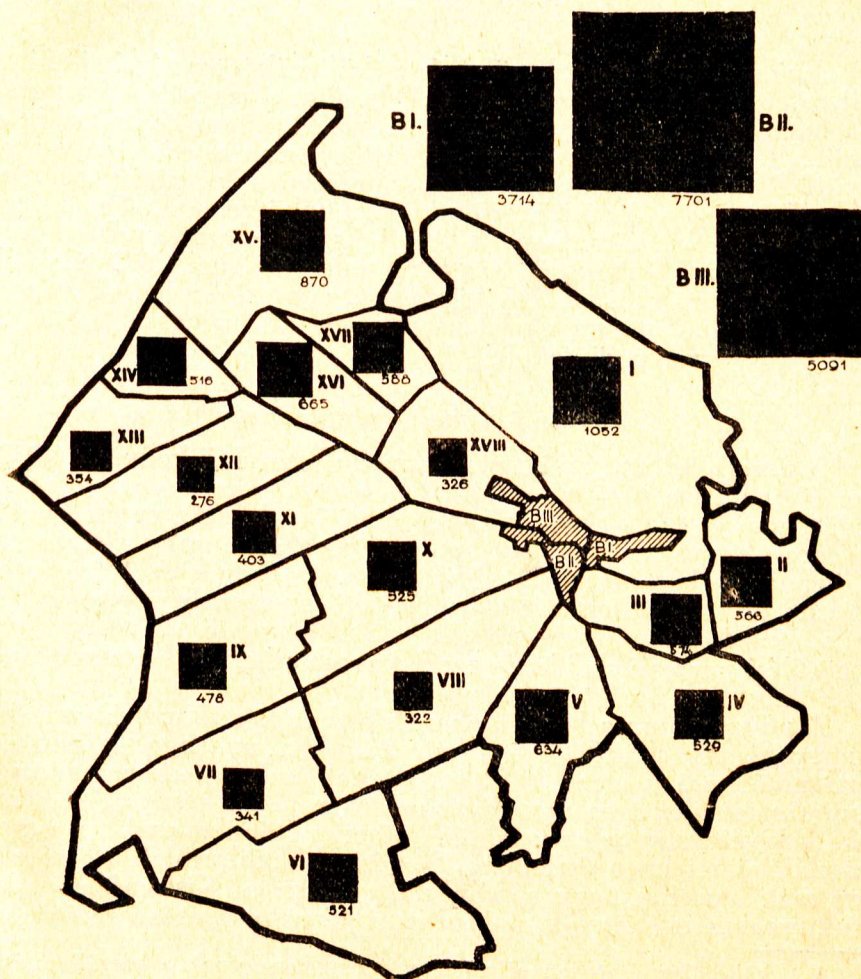 B I.
3714
B II.
7701
B III.
5091
XV.
870
XVII
588
XVI
665
XIV
516
I
1052
XIII
354
XII
276
XVIII
326
XI
403
X
525
B III
B I
B II
II
566
III
574
IX
478
VIII
322
V
634
IV
529
VII
341
VI
521